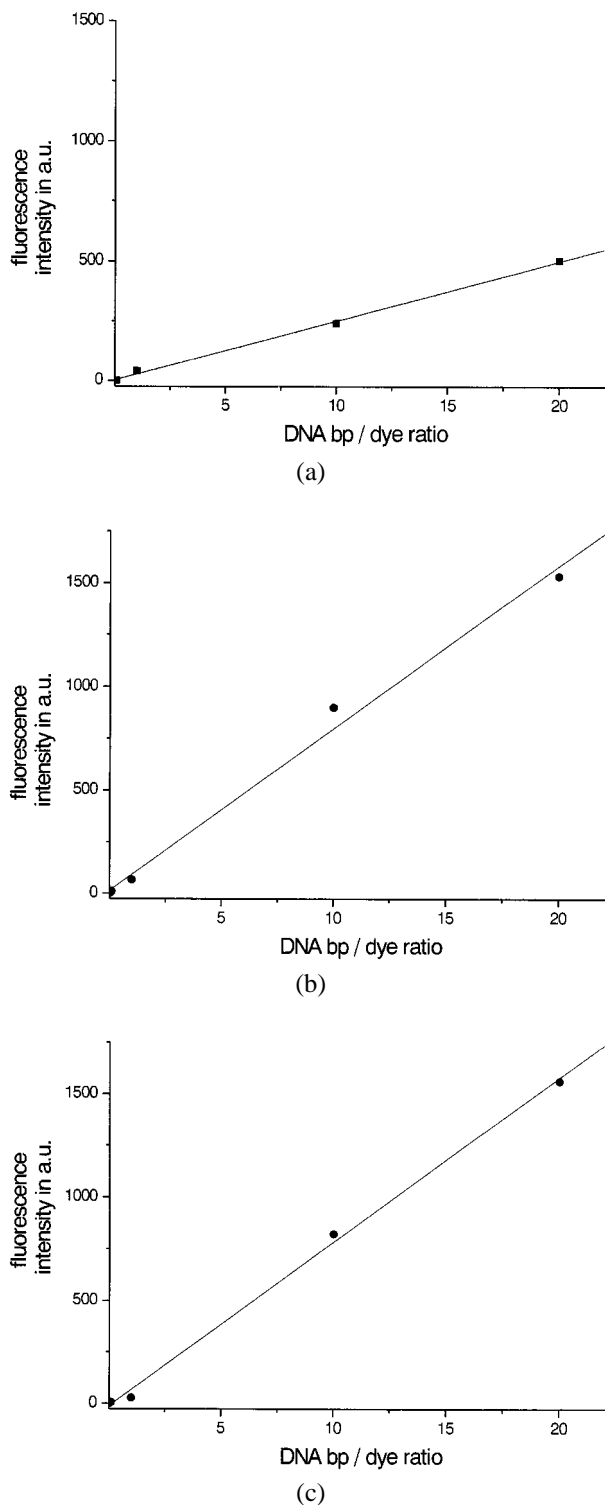 1500
1000
500
0
fluorescence
intensity in a.u.
5
10
15
20
DNA bp / dye ratio
(a)
1500
1000
500
0
fluorescence
intensity in a.u.
5
10
15
20
DNA bp / dye ratio
(b)
1500
1000
500
0
fluorescence
intensity in a.u.
5
10
15
20
DNA bp / dye ratio
(c)